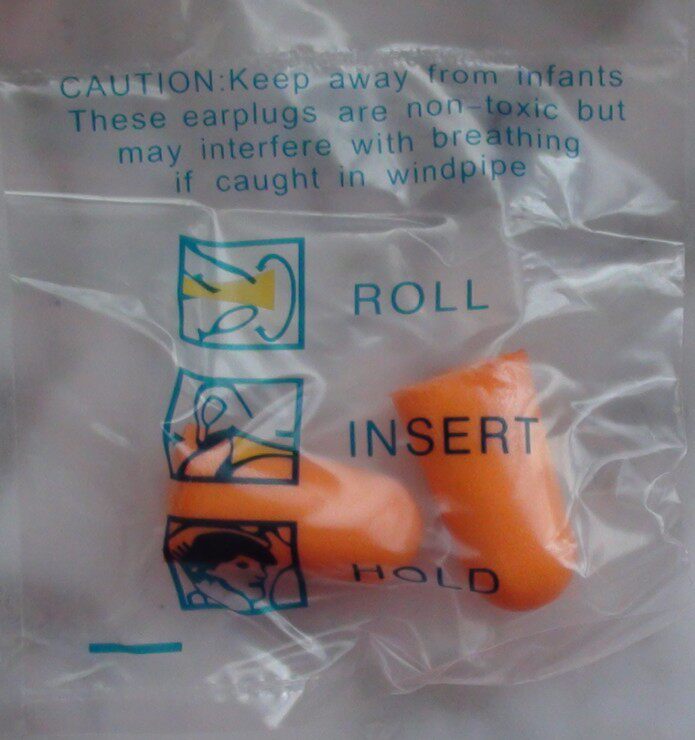 CAUTION:Keep away from infants
These earplugs are non-toxic but
may interfere with breathing
if caught in windpipe
ROLL
INSERT
HOLD